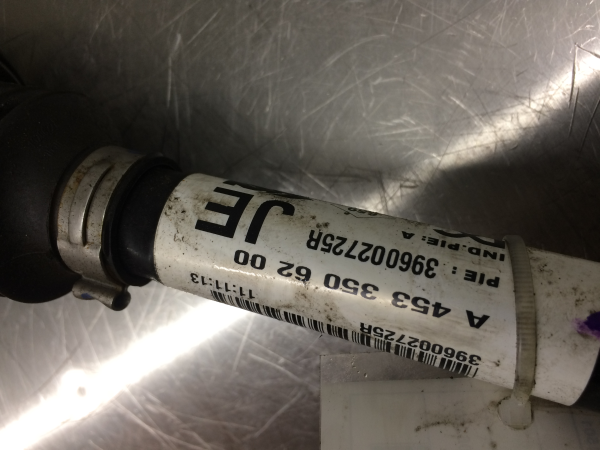 JE
IND.PIE: A
PIE : 396002725R
A 453 350 62 00
11:11:13
396002725R